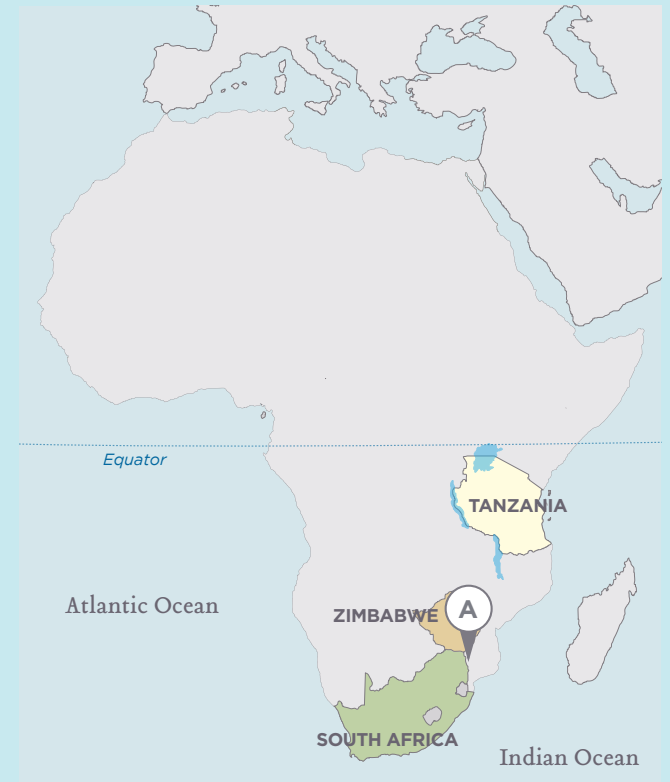 Equator
TANZANIA
Atlantic Ocean
ZIMBABWE
A
SOUTH AFRICA
Indian Ocean